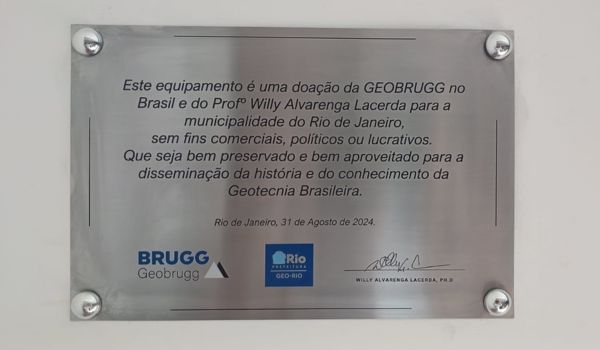 Este equipamento é uma doação da GEOBRUGG no
Brasil e do Profº Willy Alvarenga Lacerda para a
municipalidade do Rio de Janeiro,
sem fins comerciais, políticos ou lucrativos.
Que seja bem preservado e bem aproveitado para a
disseminação da história e do conhecimento da
Geotecnia Brasileira.
Rio de Janeiro, 31 de Agosto de 2024.
BRUGG
Geobrugg
Rio
PREFEITURA
GEO-RIO
WILLY ALVARENGA LACERDA, PH.D